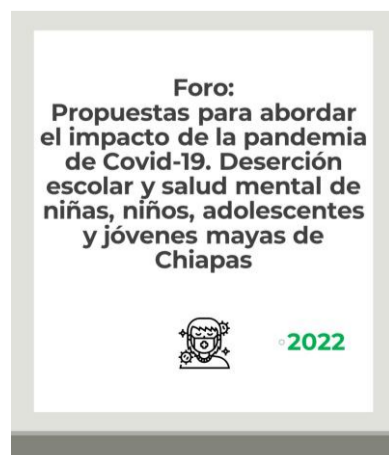 Foro:
Propuestas para abordar
el impacto de la pandemia
de Covid-19. Deserción
escolar y salud mental de
niñas, niños, adolescentes
y jóvenes mayas de
Chiapas
2022